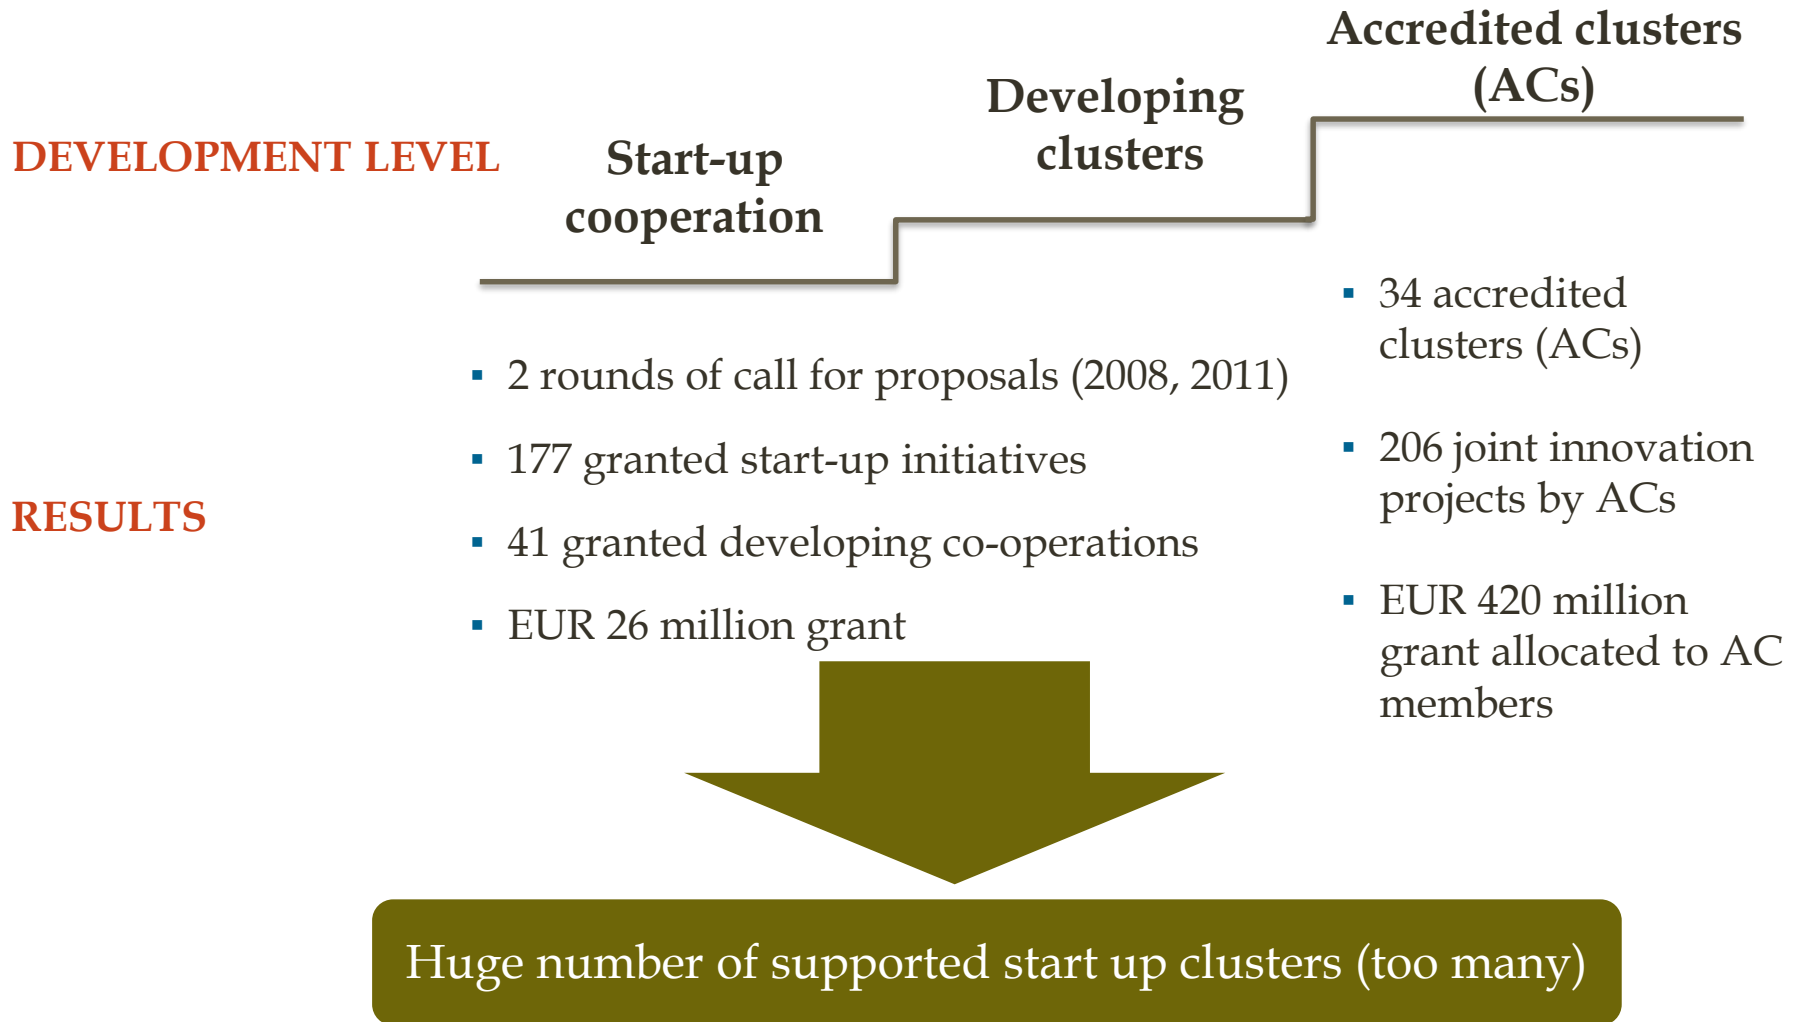 DEVELOPMENT LEVEL
Start-up
cooperation
Developing
clusters
Accredited clusters
(ACs)
RESULTS
2 rounds of call for proposals (2008, 2011)
177 granted start-up initiatives
41 granted developing co-operations
EUR 26 million grant
34 accredited
clusters (ACs)
206 joint innovation
projects by ACs
EUR 420 million
grant allocated to AC
members
Huge number of supported start up clusters (too many)